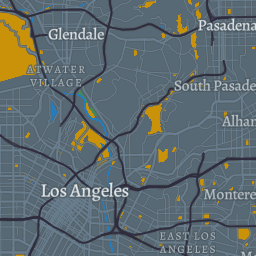 Pasadena
Glendale
ATWATER
VILLAGE
South Pasade
Alhan
Los Angeles
Montere
EAST LOS
ANGELES